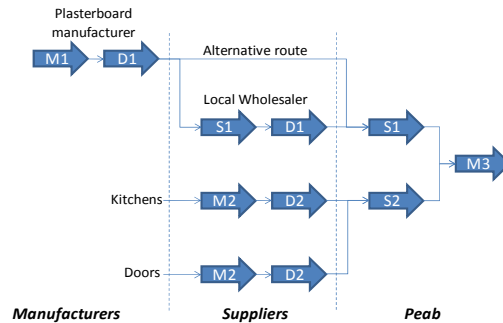 Plasterboard
manufacturer
M1 D1
Alternative route
Local Wholesaler
S1 D1 S1
M3
Kitchens M2 D2 S2
Doors M2 D2
Manufacturers Suppliers Peab